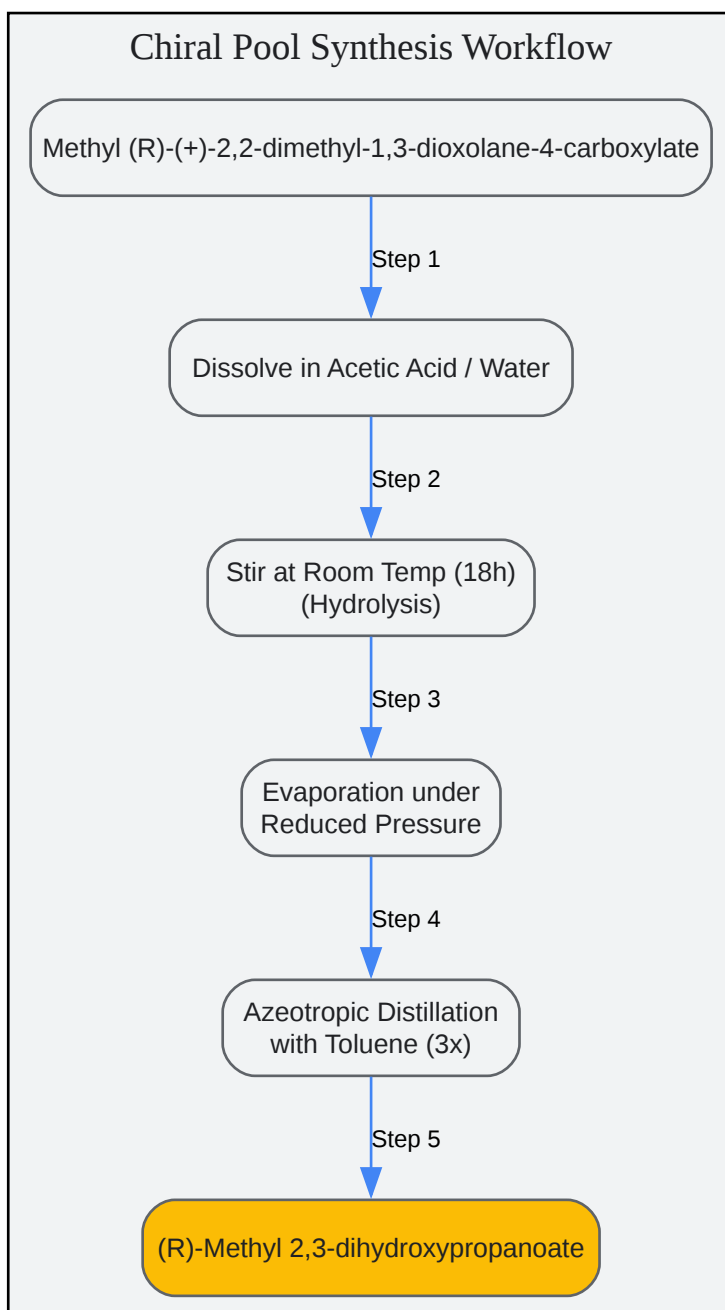 Chiral Pool Synthesis Workflow
Methyl (R)-(+)-2,2-dimethyl-1,3-dioxolane-4-carboxylate
Step 1
Dissolve in Acetic Acid / Water
Step 2
Stir at Room Temp (18h)
(Hydrolysis)
Step 3
Evaporation under
Reduced Pressure
Step 4
Azeotropic Distillation
with Toluene (3x)
Step 5
(R)-Methyl 2,3-dihydroxypropanoate